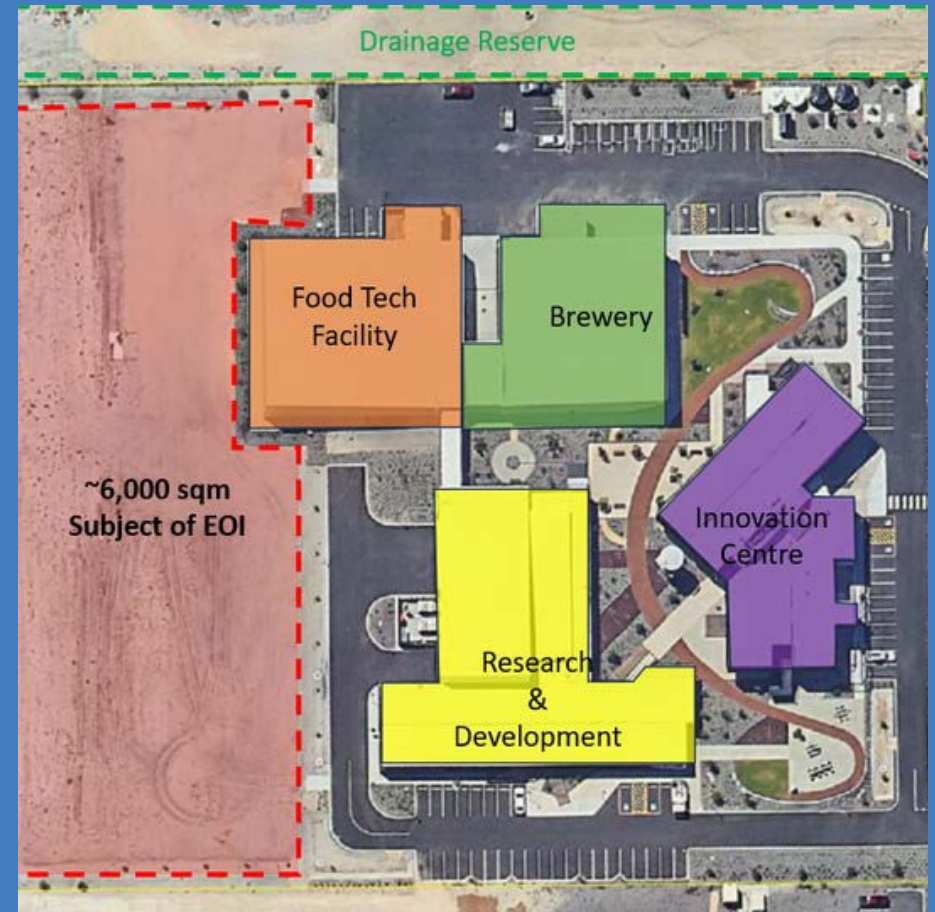 Drainage Reserve
Food Tech
Facility
Brewery
~6,000 sqm
Subject of EOI
Innovation
Centre
Research
&
Development